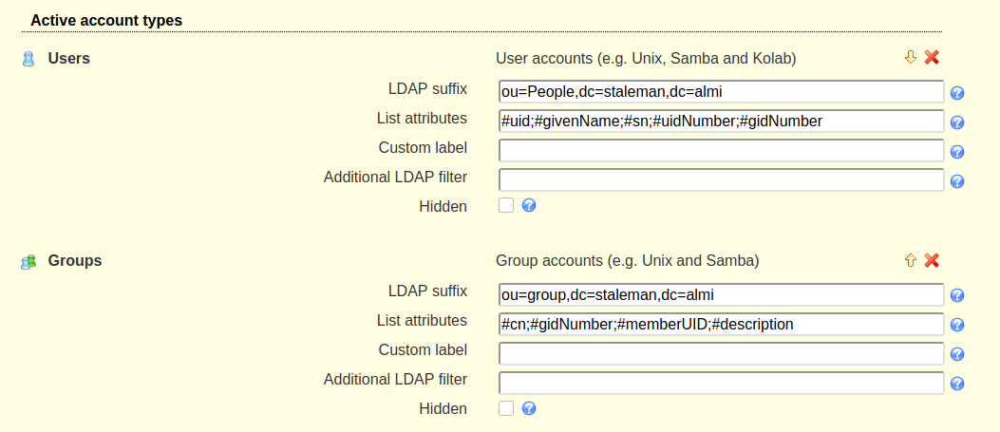 Active account types
Users User accounts (e.g. Unix, Samba and Kolab)
LDAP suffix ou=People,dc=staleman,dc=almi
List attributes #uid;#givenName;#sn;#uidNumber;#gidNumber
Custom label
Additional LDAP filter
Hidden
Groups Group accounts (e.g. Unix and Samba)
LDAP suffix ou=group,dc=staleman,dc=almi
List attributes #cn;#gidNumber;#memberUID;#description
Custom label
Additional LDAP filter
Hidden